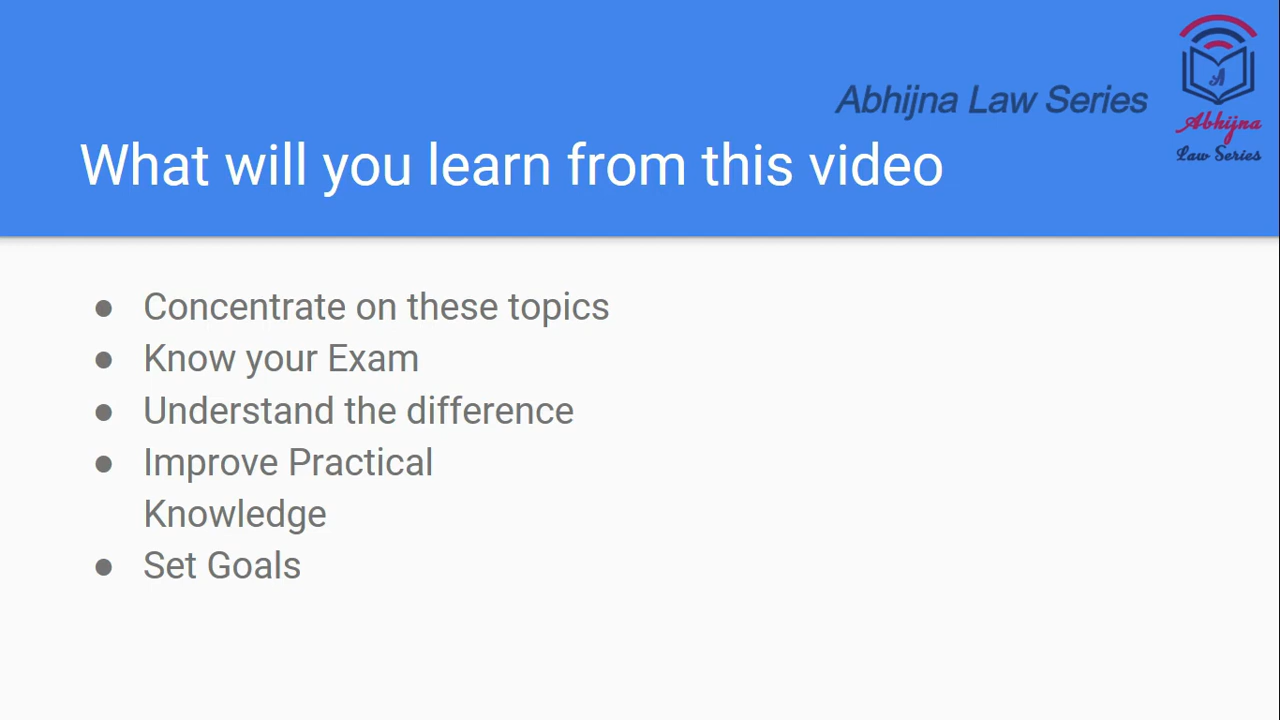 Abhijna Law Series
A
Abhijna
Law Series
What will you learn from this video
● Concentrate on these topics
● Know your Exam
● Understand the difference
● Improve Practical
Knowledge
● Set Goals